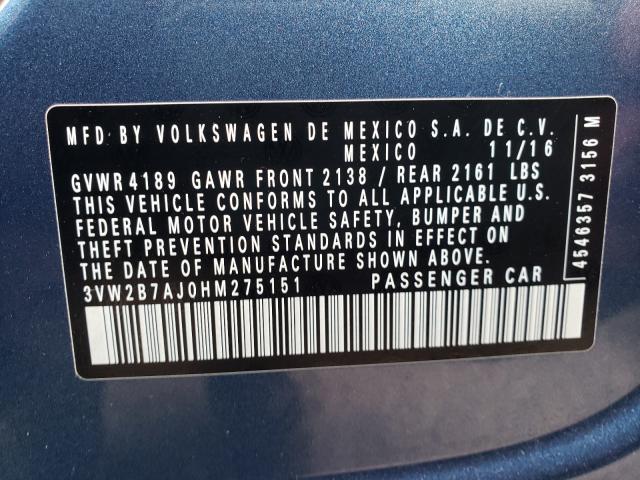 MFD BY VOLKSWAGEN DE MEXICO S.A. DE C.V.
MEXICO 11/16
GVWR 4189 GAWR FRONT 2138 / REAR 2161 LBS
THIS VEHICLE CONFORMS TO ALL APPLICABLE U.S.
FEDERAL MOTOR VEHICLE SAFETY, BUMPER AND
THEFT PREVENTION STANDARDS IN EFFECT ON
THE DATE OF MANUFACTURE SHOWN ABOVE.
3VW2B7AJ0HM275151 PASSENGER CAR
4546357 3156 M